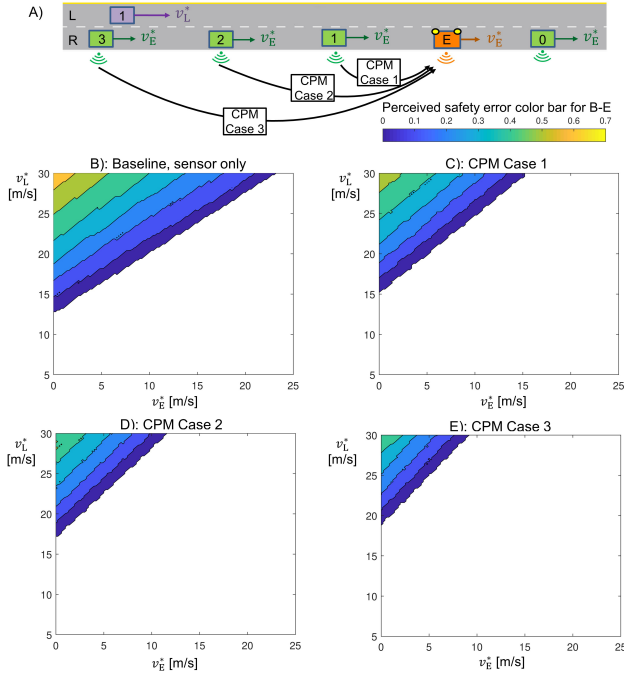 A)
L 1 v*L
R 3 v*E 2 v*E 1 v*E E v*E 0 v*E
CPM
Case 1
CPM
Case 2
CPM
Case 3
Perceived safety error color bar for B-E
0 0.1 0.2 0.3 0.4 0.5 0.6 0.7
B): Baseline, sensor only
v*L
[m/s]
30
25
20
15
10
5
0 5 10 15 20 25
v*E [m/s]
C): CPM Case 1
30
25
20
15
10
5
0 5 10 15 20 25
v*E [m/s]
D): CPM Case 2
v*L
[m/s]
30
25
20
15
10
5
0 5 10 15 20 25
v*E [m/s]
E): CPM Case 3
v*L
[m/s]
30
25
20
15
10
5
0 5 10 15 20 25
v*E [m/s]
v*L
[m/s]